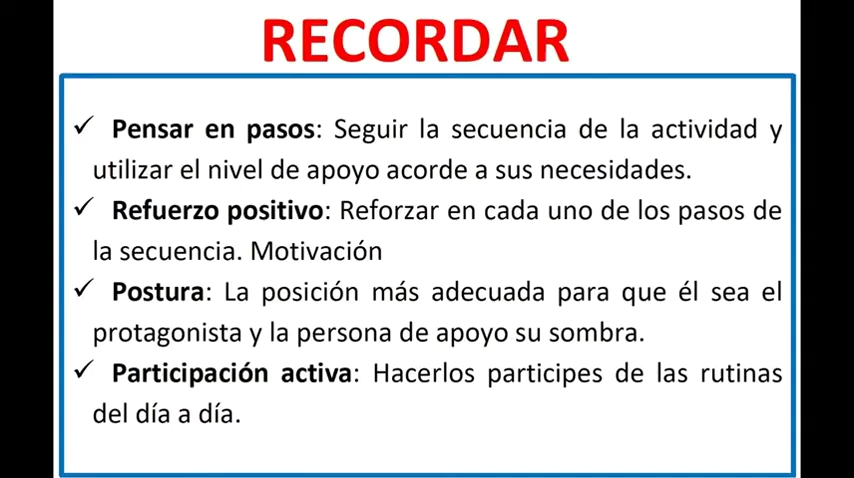 RECORDAR
✓ Pensar en pasos: Seguir la secuencia de la actividad y
utilizar el nivel de apoyo acorde a sus necesidades.
✓ Refuerzo positivo: Reforzar en cada uno de los pasos de
la secuencia. Motivación
✓ Postura: La posición más adecuada para que él sea el
protagonista y la persona de apoyo su sombra.
✓ Participación activa: Hacerlos participes de las rutinas
del día a día.